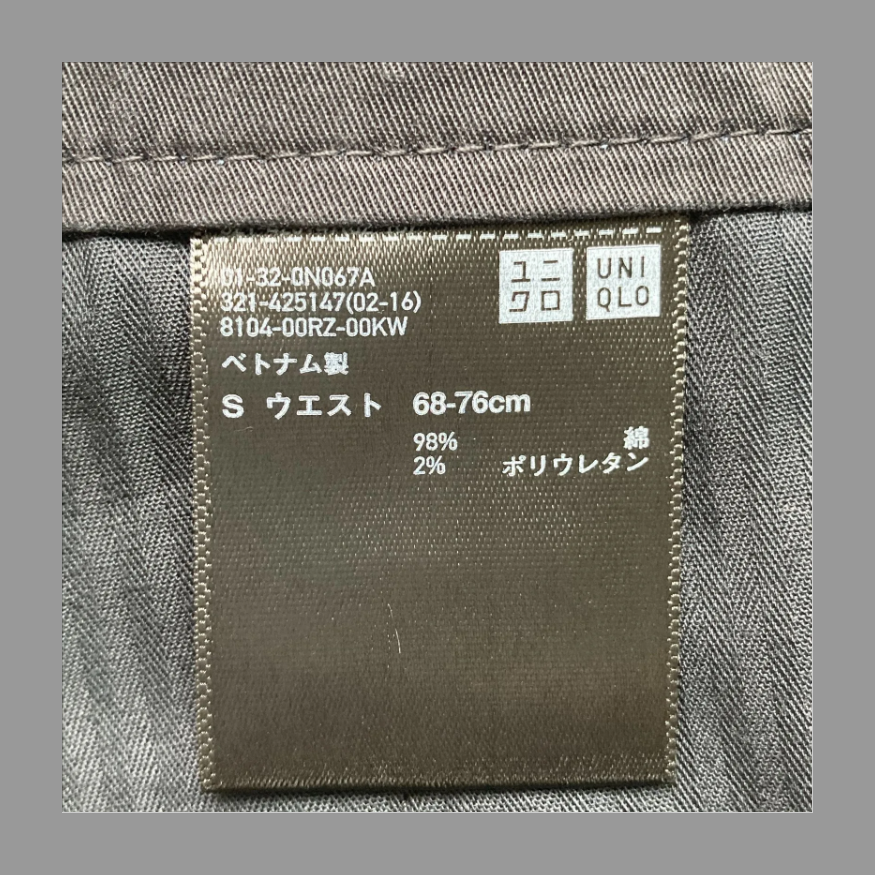 01-32-0N067A
321-425147(02-16)
8104-00RZ-00KW
ユニ
クロ
UNI
QLO
ベトナム製
S ウエスト 68-76cm
98% 綿
2% ポリウレタン